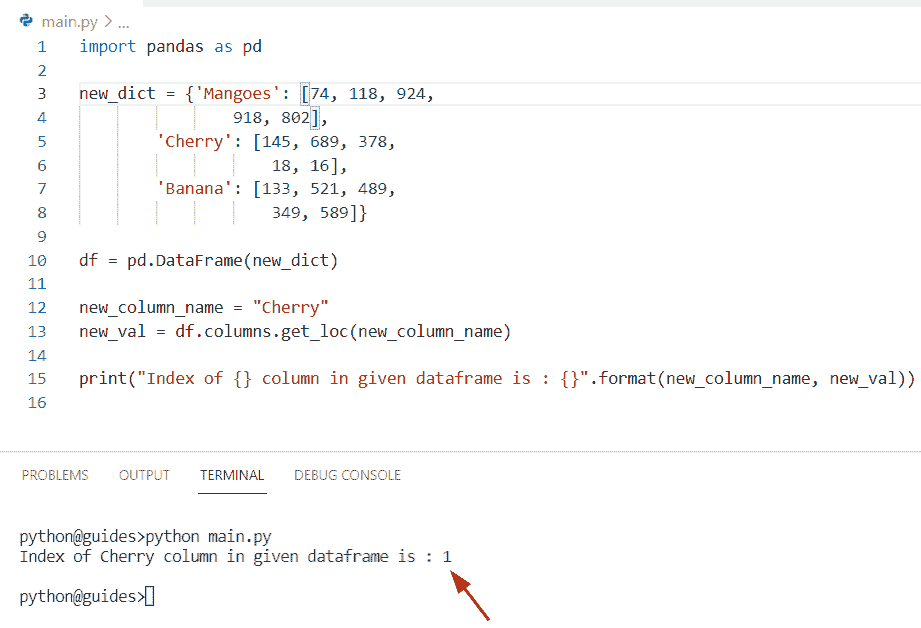 main.py > ...
1 import pandas as pd
2
3 new_dict = {'Mangoes': [74, 118, 924,
4                 918, 802],
5         'Cherry': [145, 689, 378,
6                     18, 16],
7         'Banana': [133, 521, 489,
8                     349, 589]}
9
10 df = pd.DataFrame(new_dict)
11
12 new_column_name = "Cherry"
13 new_val = df.columns.get_loc(new_column_name)
14
15 print("Index of {} column in given dataframe is : {}".format(new_column_name, new_val))
16
PROBLEMS OUTPUT TERMINAL DEBUG CONSOLE
python@guides>python main.py
Index of Cherry column in given dataframe is : 1
python@guides>